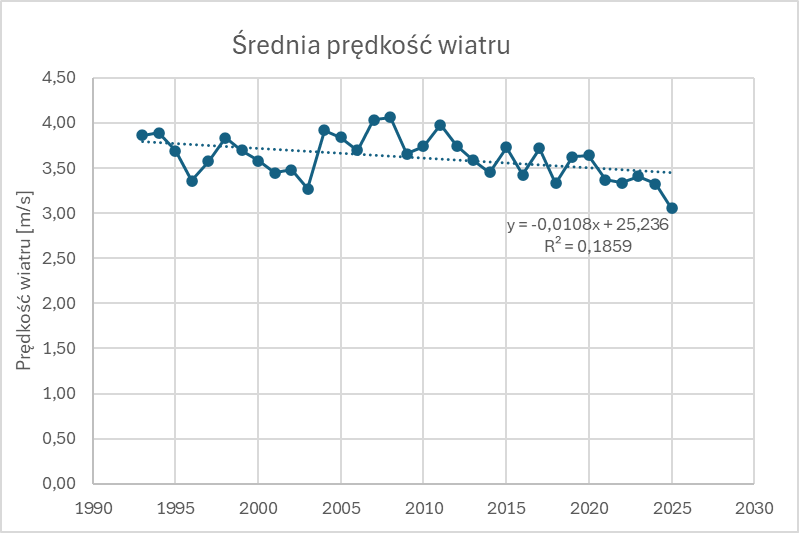 Średnia prędkość wiatru
Prędkość wiatru [m/s]
4,50
4,00
3,50
3,00
2,50
2,00
1,50
1,00
0,50
0,00
y = -0,0108x + 25,236
R² = 0,1859
1990 1995 2000 2005 2010 2015 2020 2025 2030